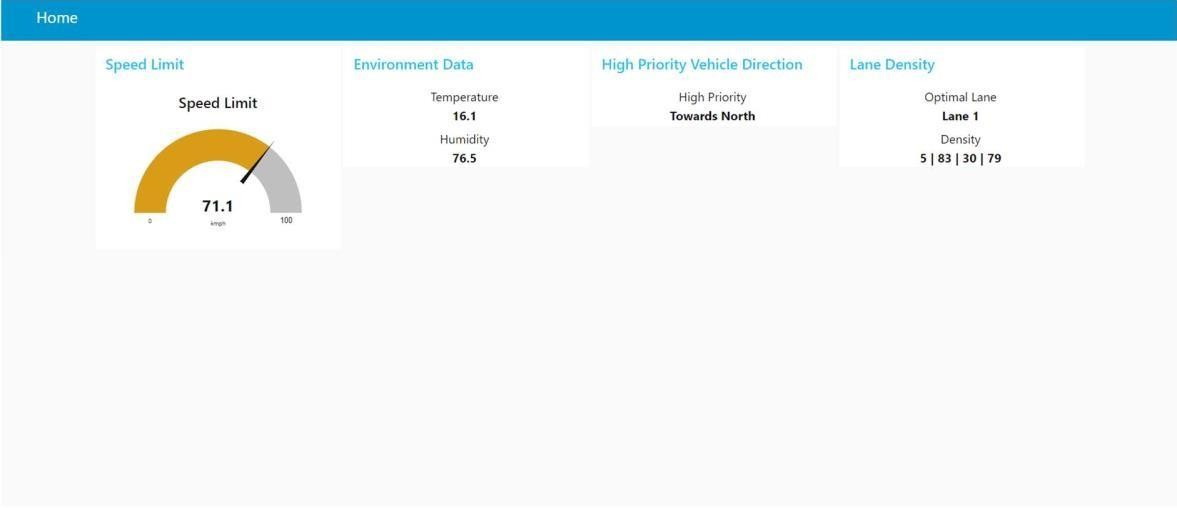 Home
Speed Limit
Speed Limit
71.1
kmph
0
100
Environment Data
Temperature
16.1
Humidity
76.5
High Priority Vehicle Direction
High Priority
Towards North
Lane Density
Optimal Lane
Lane 1
Density
5 | 83 | 30 | 79